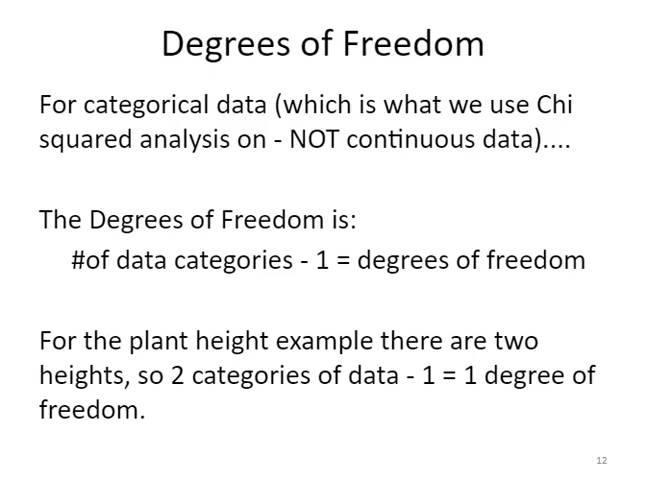 Degrees of Freedom
For categorical data (which is what we use Chi
squared analysis on - NOT continuous data)....
The Degrees of Freedom is:
#of data categories - 1 = degrees of freedom
For the plant height example there are two
heights, so 2 categories of data - 1 = 1 degree of
freedom.
12